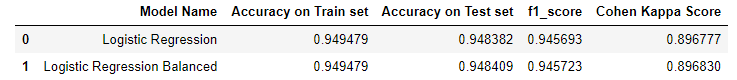 Model Name Accuracy on Train set Accuracy on Test set f1_score Cohen Kappa Score
0 Logistic Regression 0.949479 0.948382 0.945693 0.896777
1 Logistic Regression Balanced 0.949479 0.948409 0.945723 0.896830